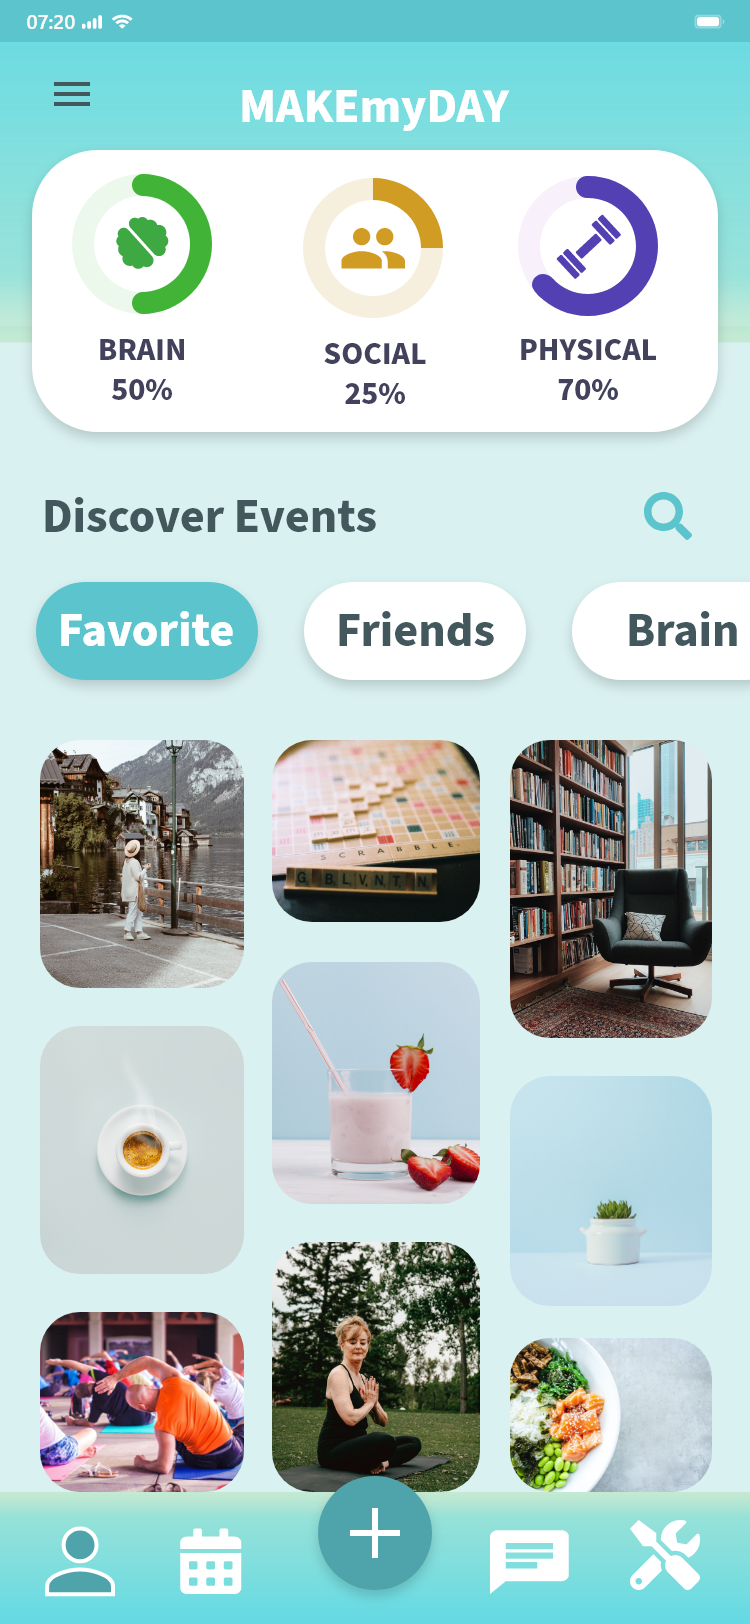 07:20
MAKEmyDAY
BRAIN
50%
SOCIAL
25%
PHYSICAL
70%
Discover Events
Favorite
Friends
Brain
SCRABBLE